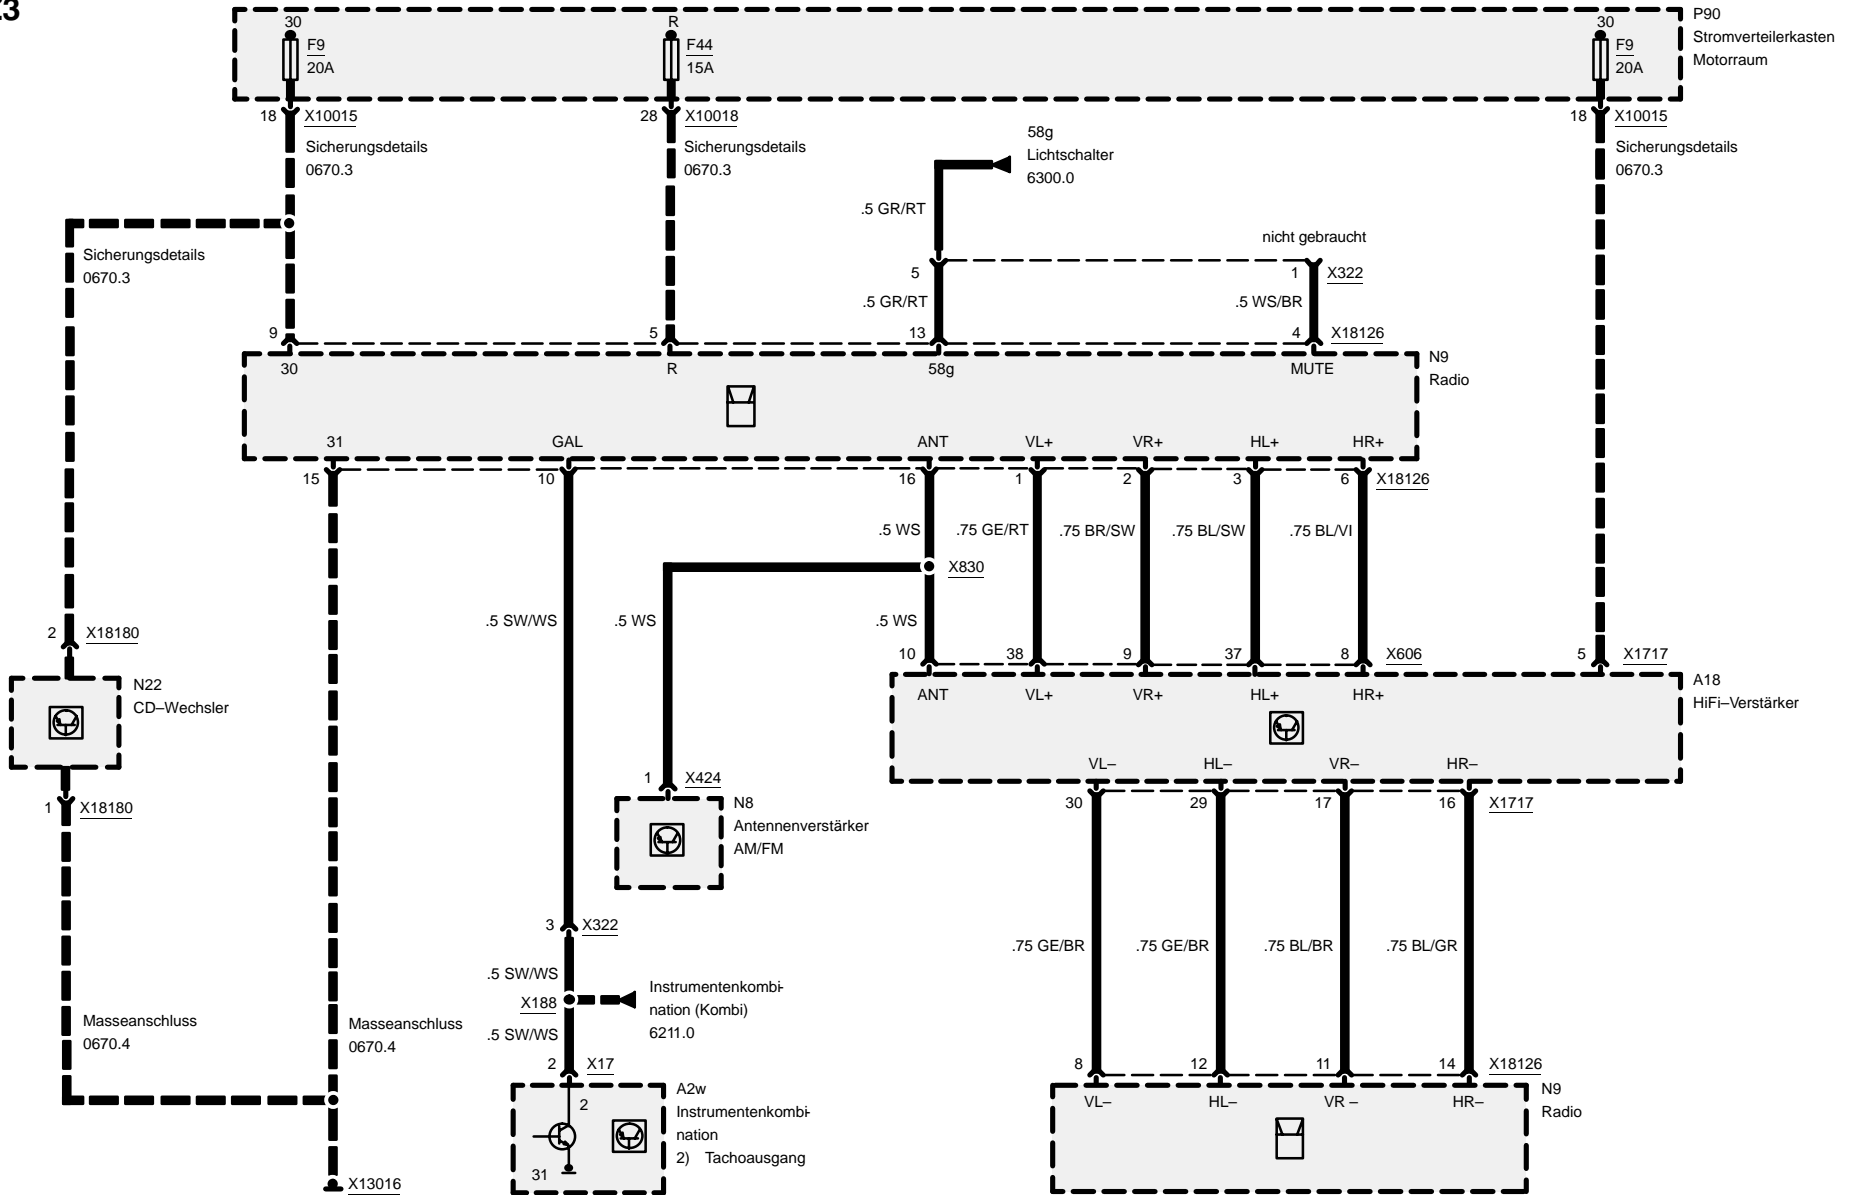 Z3
30
R
30
P90
Stromverteilerkasten
Motorraum
F9
20A
F44
15A
F9
20A
18 X10015
28 X10018
18 X10015
Sicherungsdetails
0670.3
Sicherungsdetails
0670.3
58g
Lichtschalter
6300.0
Sicherungsdetails
0670.3
.5 GR/RT
Sicherungsdetails
0670.3
nicht gebraucht
5
1 X322
.5 GR/RT
.5 WS/BR
9
5
13
4 X18126
30
R
58g
MUTE
N9
Radio
31
GAL
ANT
VL+
VR+
HL+
HR+
15
10
16
1
2
3
6 X18126
.5 WS
.75 GE/RT
.75 BR/SW
.75 BL/SW
.75 BL/VI
X830
.5 SW/WS
.5 WS
.5 WS
2 X18180
10
38
9
37
8 X606
5 X1717
N22
CD–Wechsler
ANT
VL+
VR+
HL+
HR+
A18
HiFi–Verstärker
VL–
HL–
VR–
HR–
1 X18180
1 X424
N8
Antennenverstärker
AM/FM
30
29
17
16 X1717
3 X322
.75 GE/BR
.75 GE/BR
.75 BL/BR
.75 BL/GR
.5 SW/WS
X188
Instrumentenkombi-
nation (Kombi)
6211.0
Masseanschluss
0670.4
Masseanschluss
0670.4
.5 SW/WS
2 X17
8
12
11
14 X18126
A2w
Instrumentenkombi-
nation
2) Tachoausgang
2
31
VL–
HL–
VR –
HR–
N9
Radio
X13016